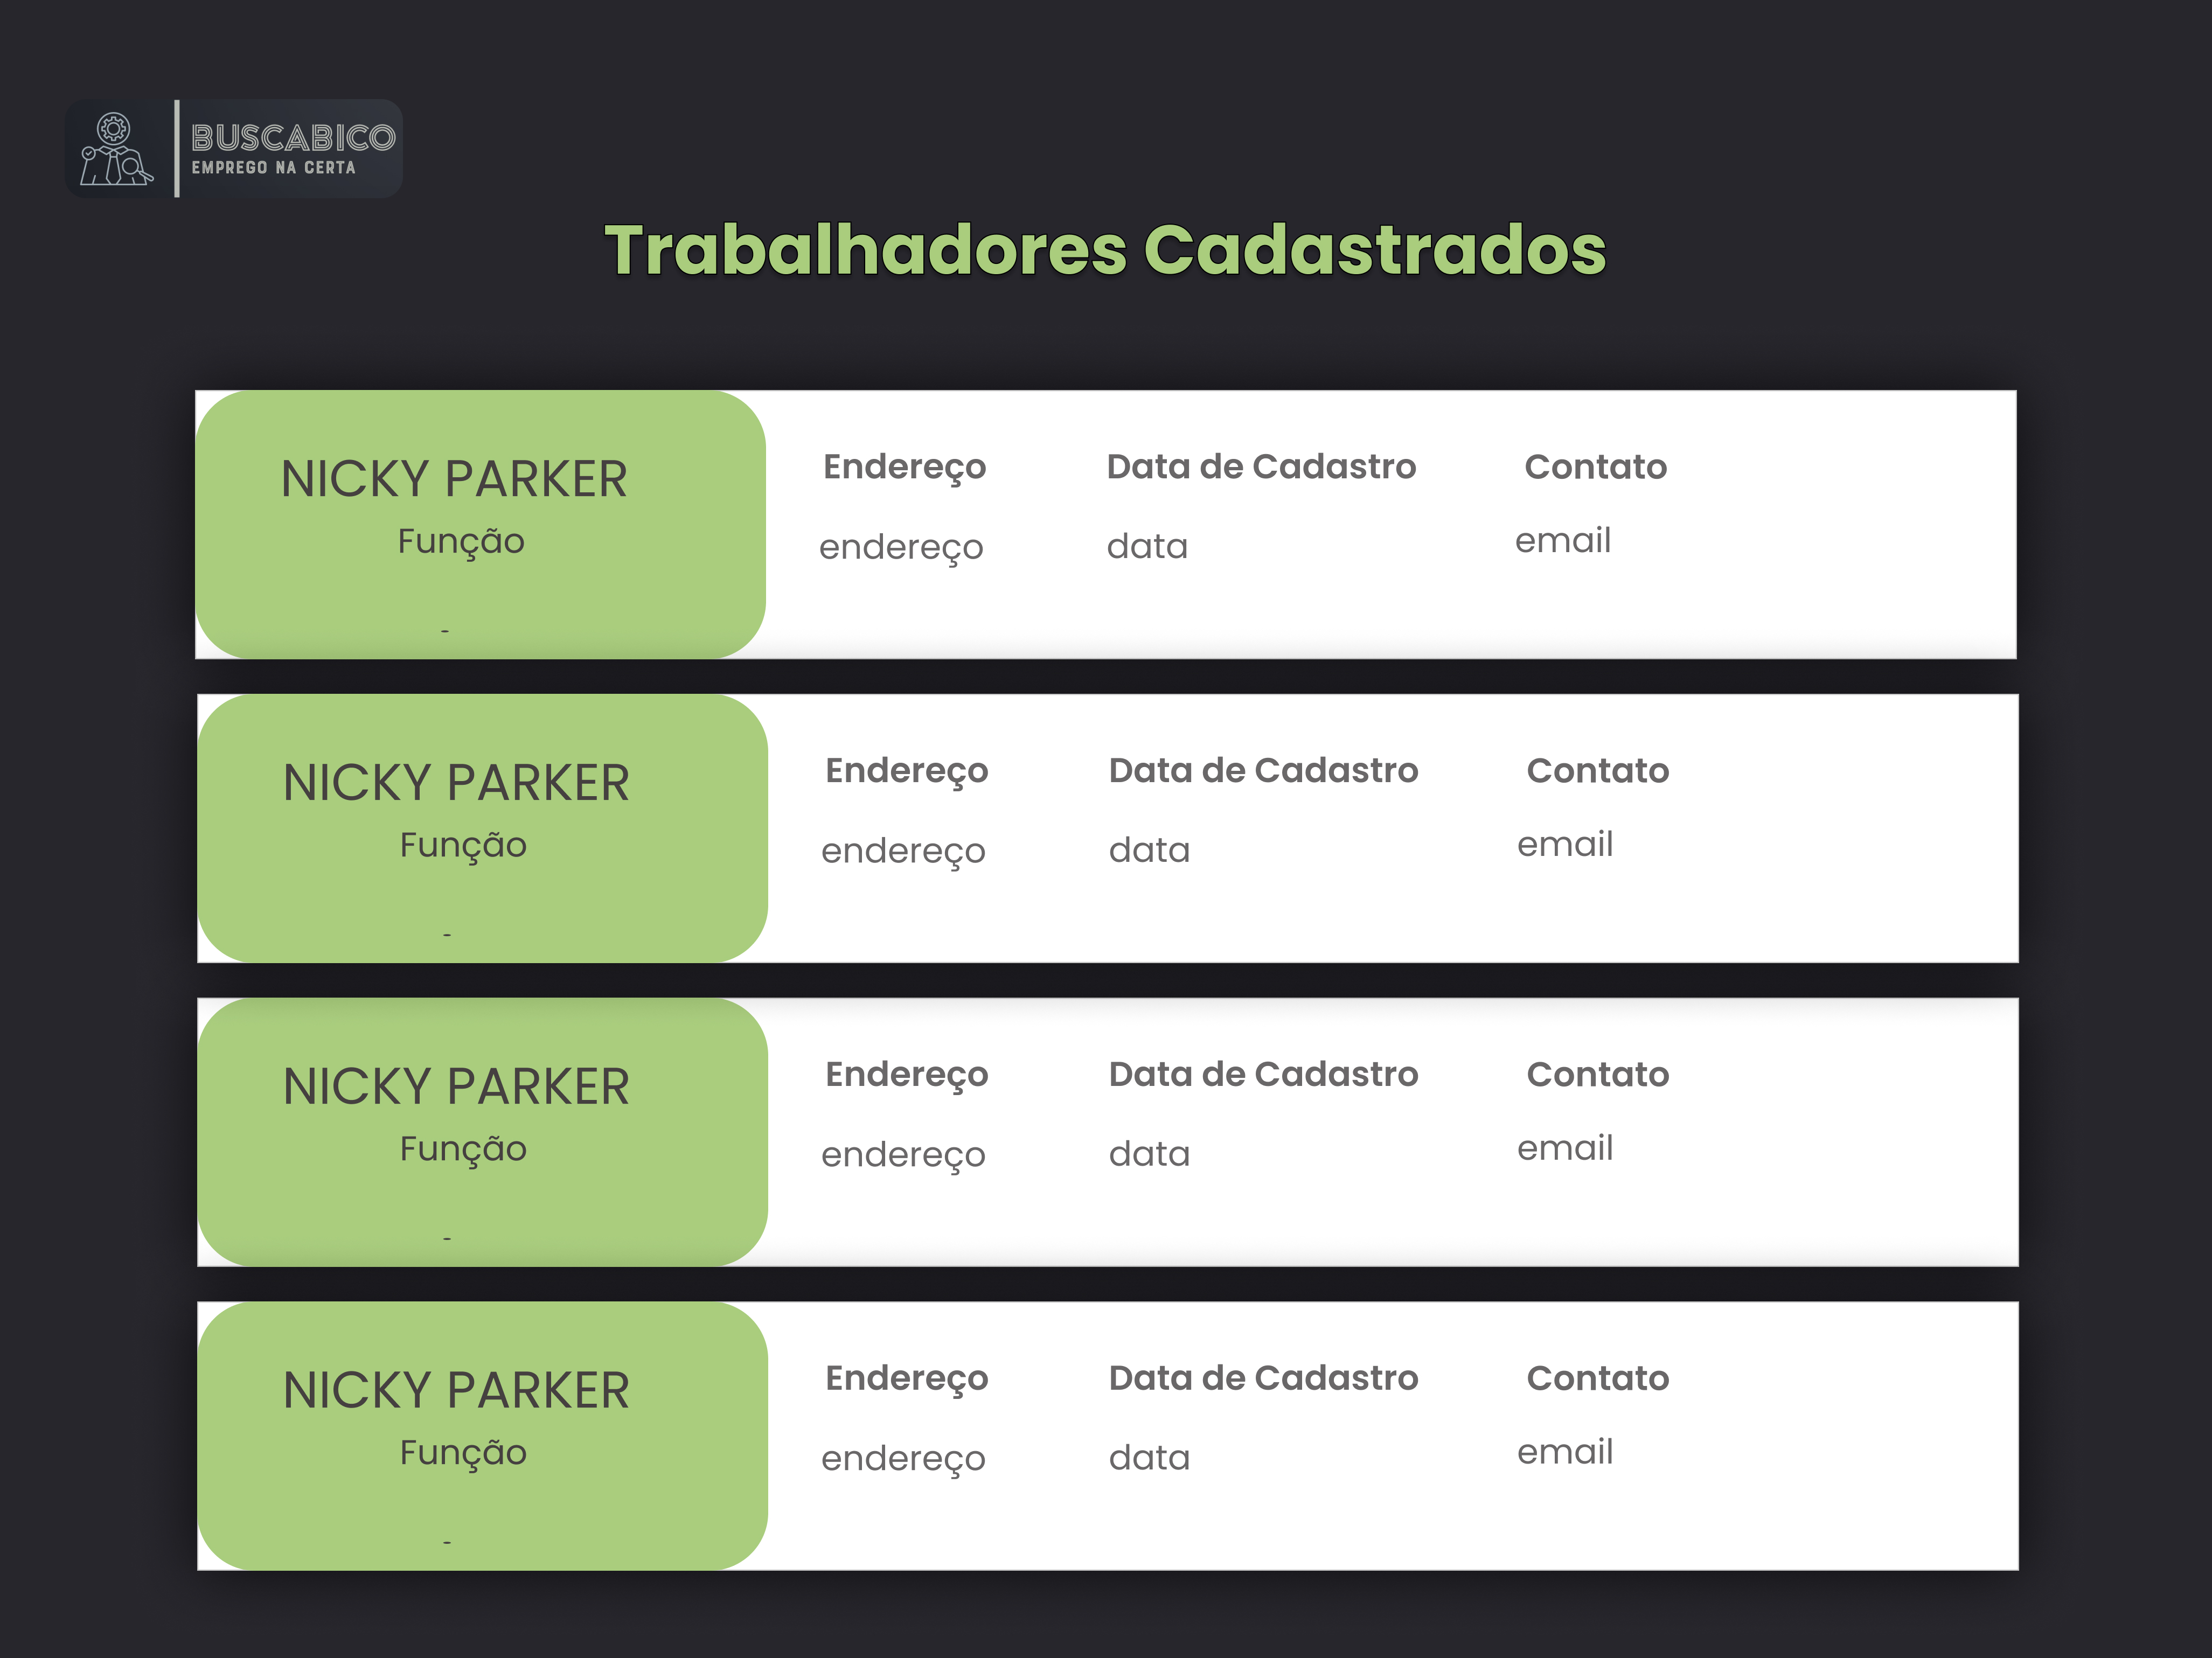 BUSCABICO
EMPREGO NA CERTA
Trabalhadores Cadastrados
NICKY PARKER
Função
-
Endereço Data de Cadastro Contato
endereço data email
NICKY PARKER
Função
-
Endereço Data de Cadastro Contato
endereço data email
NICKY PARKER
Função
-
Endereço Data de Cadastro Contato
endereço data email
NICKY PARKER
Função
-
Endereço Data de Cadastro Contato
endereço data email